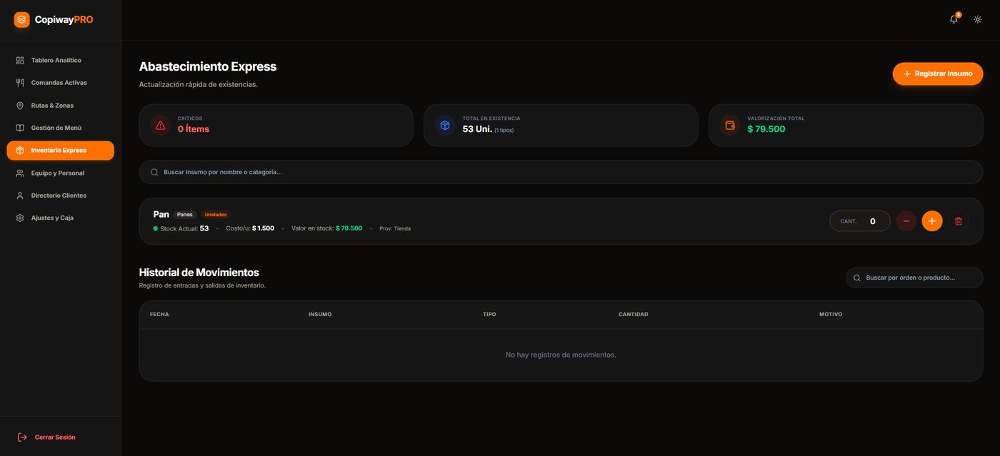 CopiwayPRO
3
Tablero Analítico
Comandas Activas
Rutas & Zonas
Gestión de Menú
Inventario Express
Equipo y Personal
Directorio Clientes
Ajustes y Caja
Cerrar Sesión
Abastecimiento Express
Actualización rápida de existencias.
+ Registrar Insumo
CRÍTICOS
0 Ítems
TOTAL EN EXISTENCIA
53 Uni. (1 tipos)
VALORIZACIÓN TOTAL
$ 79.500
Buscar insumo por nombre o categoría...
Pan Panes Unidades
Stock Actual: 53 • Costo/u: $ 1.500 • Valor en stock: $ 79.500 • Prov: Tienda
CANT. 0 − +
Historial de Movimientos
Registro de entradas y salidas de inventario.
Buscar por orden o producto...
FECHA INSUMO TIPO CANTIDAD MOTIVO
No hay registros de movimientos.